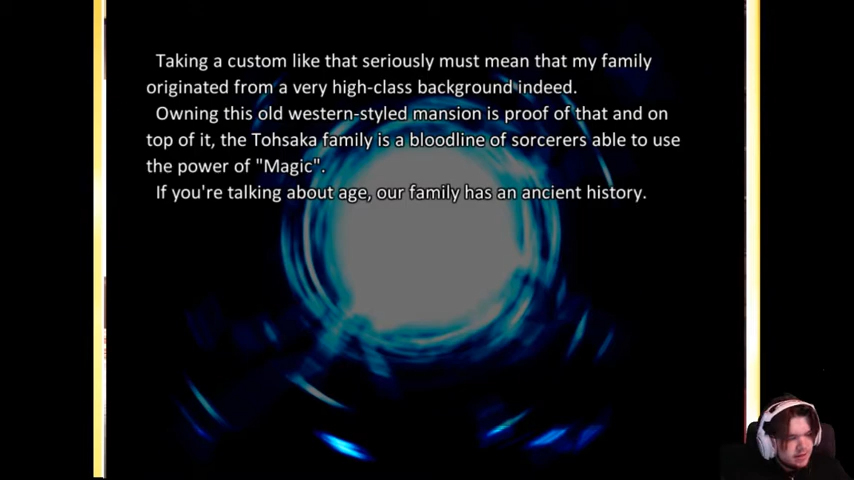 Taking a custom like that seriously must mean that my family
originated from a very high-class background indeed.
Owning this old western-styled mansion is proof of that and on
top of it, the Tohsaka family is a bloodline of sorcerers able to use
the power of "Magic".
If you're talking about age, our family has an ancient history.